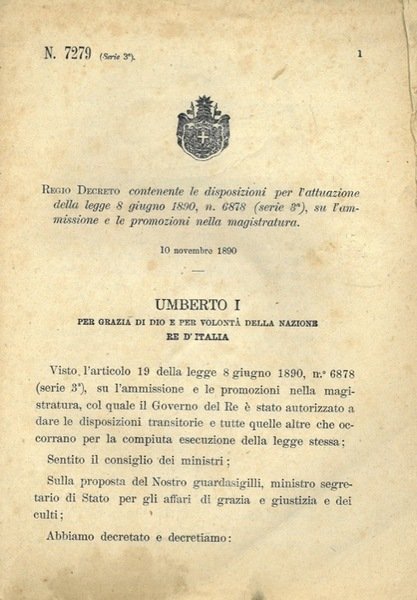 N. 7279 (Serie 3ª).
1
REGIO DECRETO contenente le disposizioni per l'attuazione
della legge 8 giugno 1890, n. 6878 (serie 3ª), su l'am-
missione e le promozioni nella magistratura.
10 novembre 1890
UMBERTO I
PER GRAZIA DI DIO E PER VOLONTÀ DELLA NAZIONE
RE D'ITALIA
Visto l'articolo 19 della legge 8 giugno 1890, n.º 6878
(serie 3ª), su l'ammissione e le promozioni nella magi-
stratura, col quale il Governo del Re è stato autorizzato a
dare le disposizioni transitorie e tutte quelle altre che oc-
corrano per la compiuta esecuzione della legge stessa;
Sentito il consiglio dei ministri;
Sulla proposta del Nostro guardasigilli, ministro segre-
tario di Stato per gli affari di grazia e giustizia e dei
culti;
Abbiamo decretato e decretiamo: